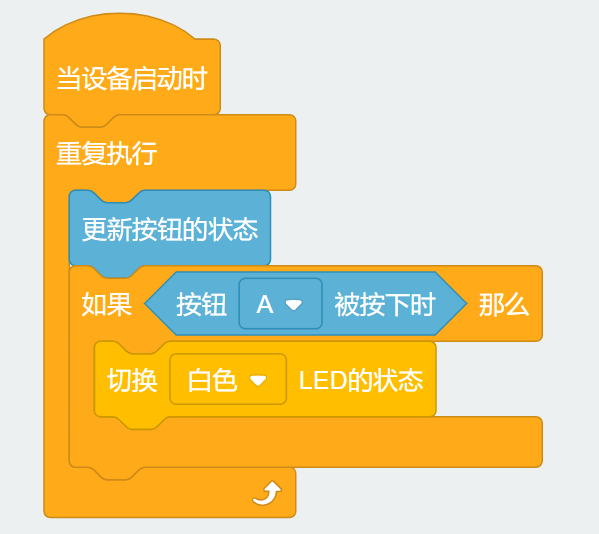 当设备启动时
重复执行
更新按钮的状态
如果 按钮 A 被按下时 那么
切换 白色 LED的状态